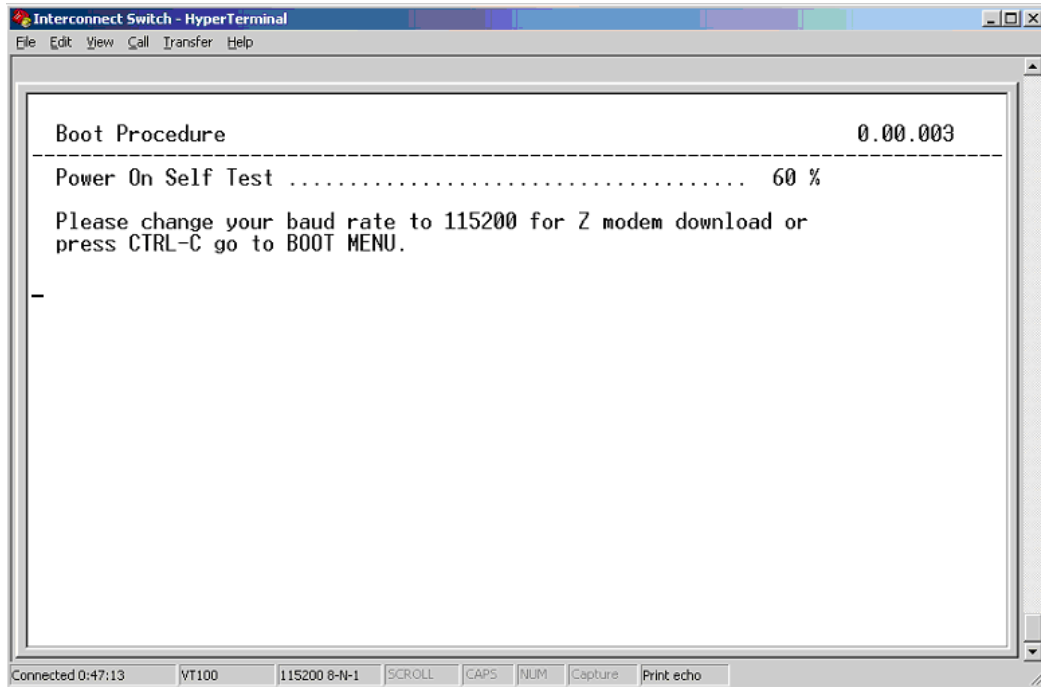 Interconnect Switch - HyperTerminal
File Edit View Call Transfer Help
Boot Procedure 0.00.003
--------------------------------------------------------------------------------
Power On Self Test ...................................... 60 %
Please change your baud rate to 115200 for Z modem download or
press CTRL-C go to BOOT MENU.
Connected 0:47:13 VT100 115200 8-N-1 SCROLL CAPS NUM Capture Print echo